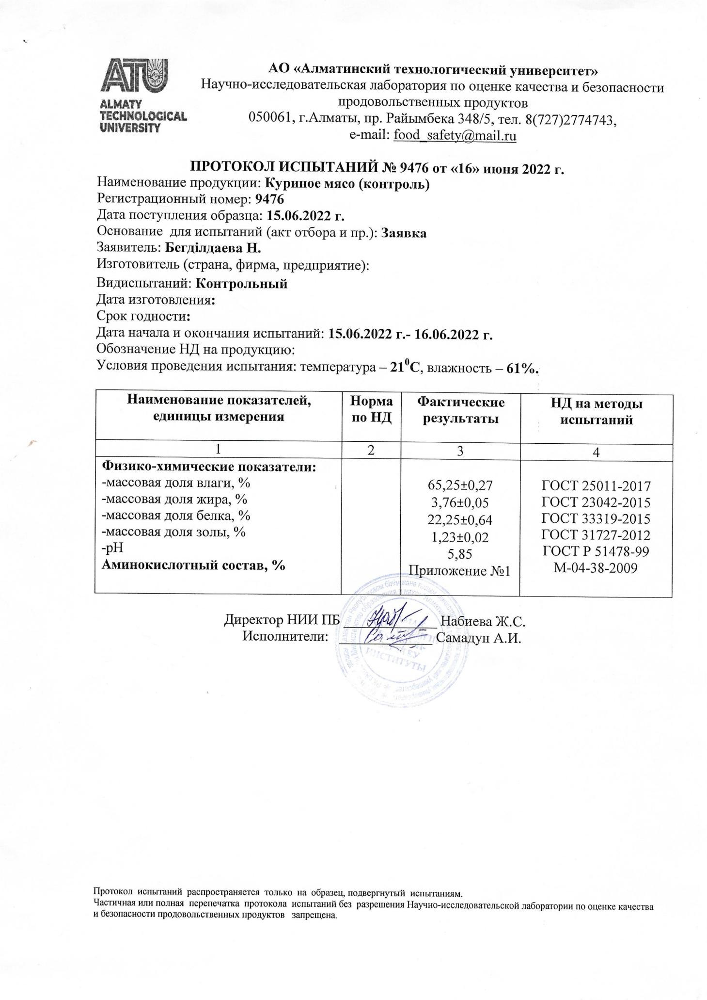 ATU
ALMATY
TECHNOLOGICAL
UNIVERSITY
АО «Алматинский технологический университет»
Научно-исследовательская лаборатория по оценке качества и безопасности
продовольственных продуктов
050061, г.Алматы, пр. Райымбека 348/5, тел. 8(727)2774743,
e-mail: food_safety@mail.ru
ПРОТОКОЛ ИСПЫТАНИЙ № 9476 от «16» июня 2022 г.
Наименование продукции: Куриное мясо (контроль)
Регистрационный номер: 9476
Дата поступления образца: 15.06.2022 г.
Основание для испытаний (акт отбора и пр.): Заявка
Заявитель: Бегділдаева Н.
Изготовитель (страна, фирма, предприятие):
Видиспытаний: Контрольный
Дата изготовления:
Срок годности:
Дата начала и окончания испытаний: 15.06.2022 г.- 16.06.2022 г.
Обозначение НД на продукцию:
Условия проведения испытания: температура – 21⁰С, влажность – 61%.
Наименование показателей, единицы измерения | Норма по НД | Фактические результаты | НД на методы испытаний
1 | 2 | 3 | 4
Физико-химические показатели:
-массовая доля влаги, % 65,25±0,27 ГОСТ 25011-2017
-массовая доля жира, % 3,76±0,05 ГОСТ 23042-2015
-массовая доля белка, % 22,25±0,64 ГОСТ 33319-2015
-массовая доля золы, % 1,23±0,02 ГОСТ 31727-2012
-рН 5,85 ГОСТ Р 51478-99
Аминокислотный состав, % Приложение №1 М-04-38-2009
Директор НИИ ПБ Набиева Ж.С.
Исполнители: Самадун А.И.
ИНСТИТУТЫ
Протокол испытаний распространяется только на образец, подвергнутый испытаниям.
Частичная или полная перепечатка протокола испытаний без разрешения Научно-исследовательской лаборатории по оценке качества
и безопасности продовольственных продуктов запрещена.